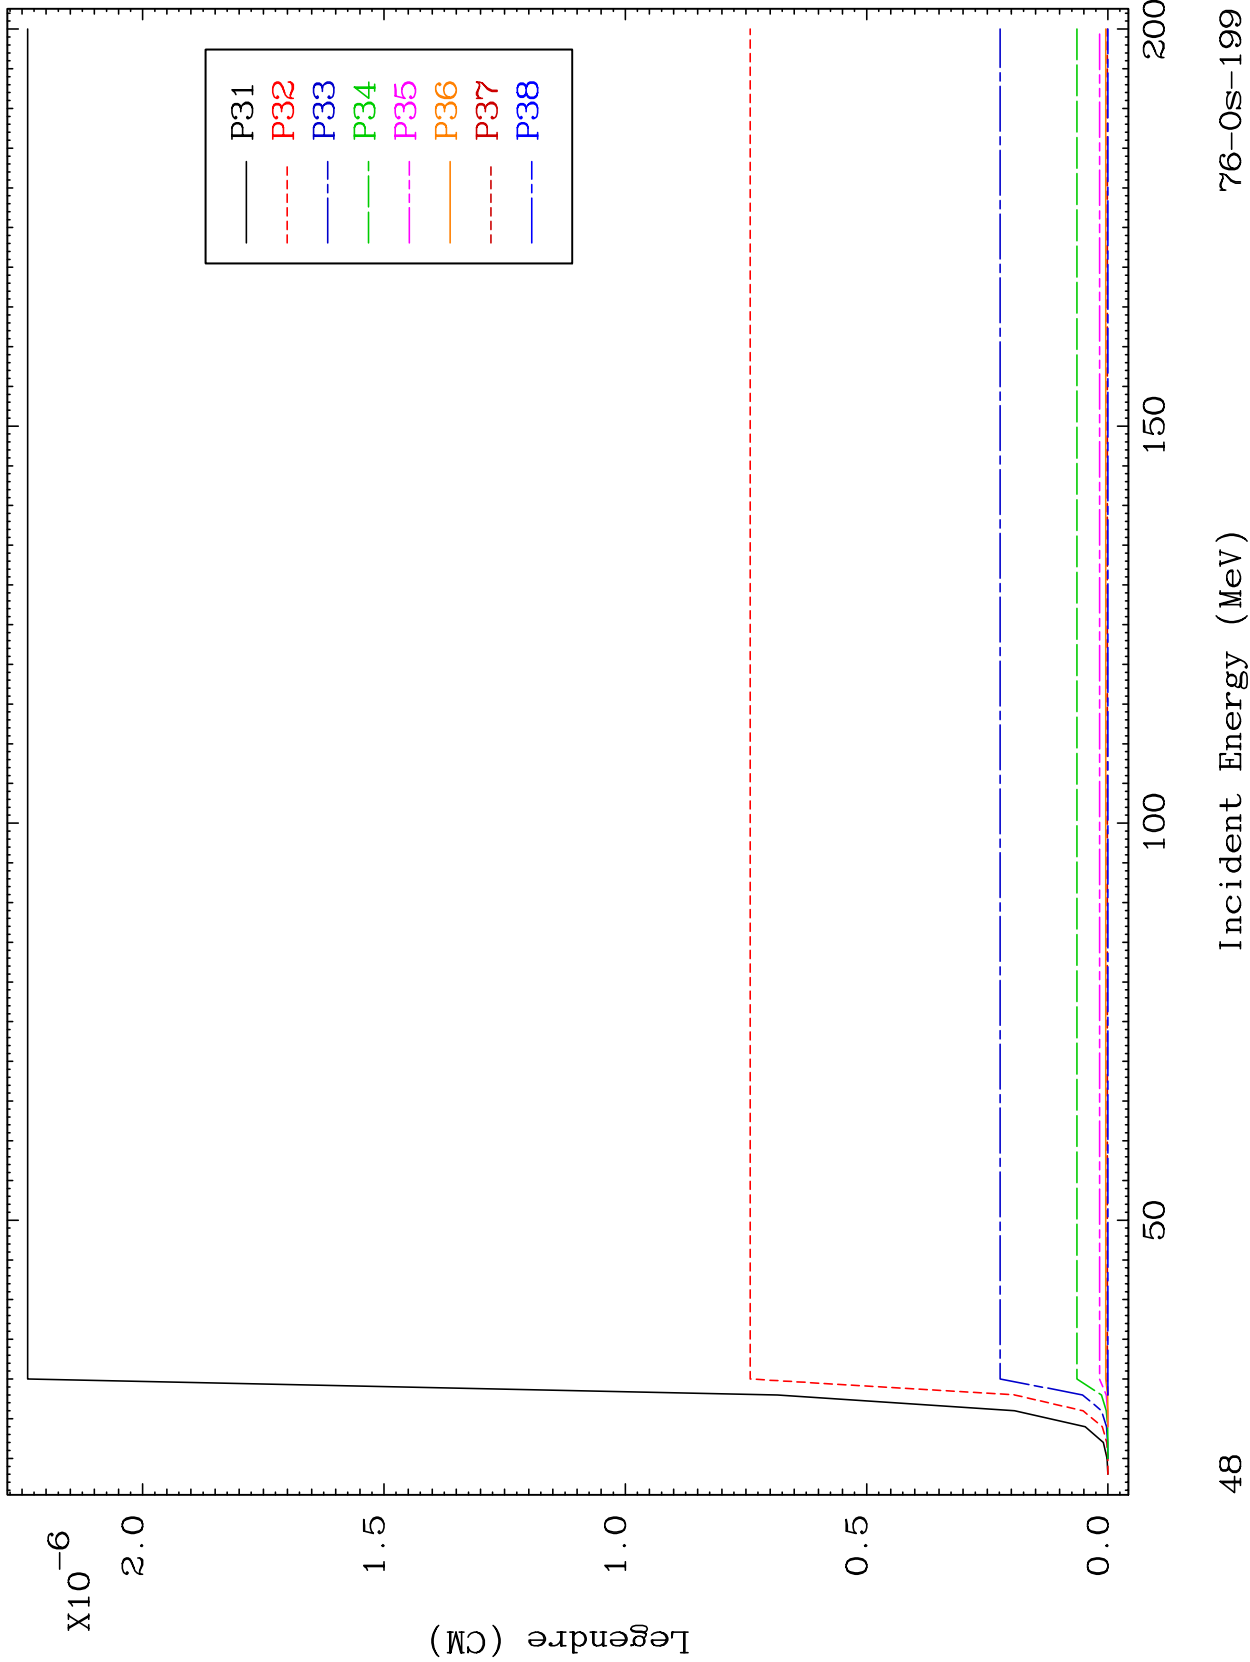 X10-6
2.0
1.5
1.0
0.5
0.0
Legendre (CM)
P31
P32
P33
P34
P35
P36
P37
P38
50
100
150
200
48
Incident Energy (MeV)
76-Os-199